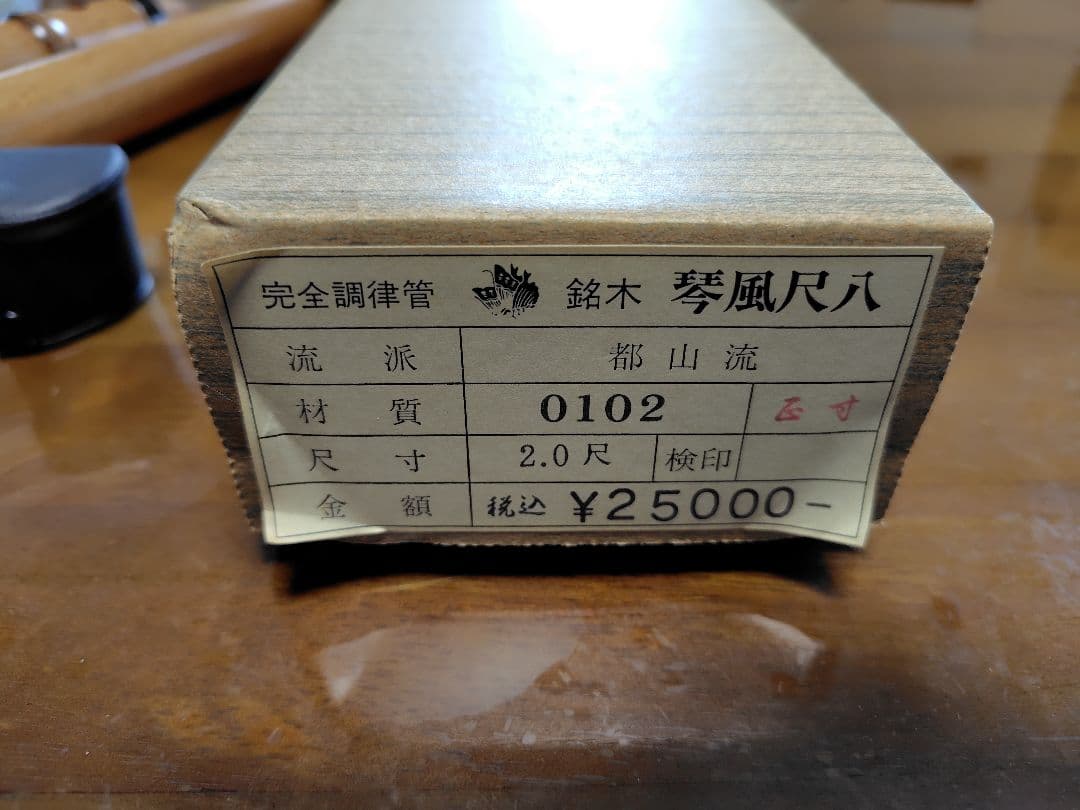 完全調律管 銘木 琴風尺八
流派 都山流
材質 0102 正寸
尺寸 2.0尺 検印
金額 税込 ¥25000-